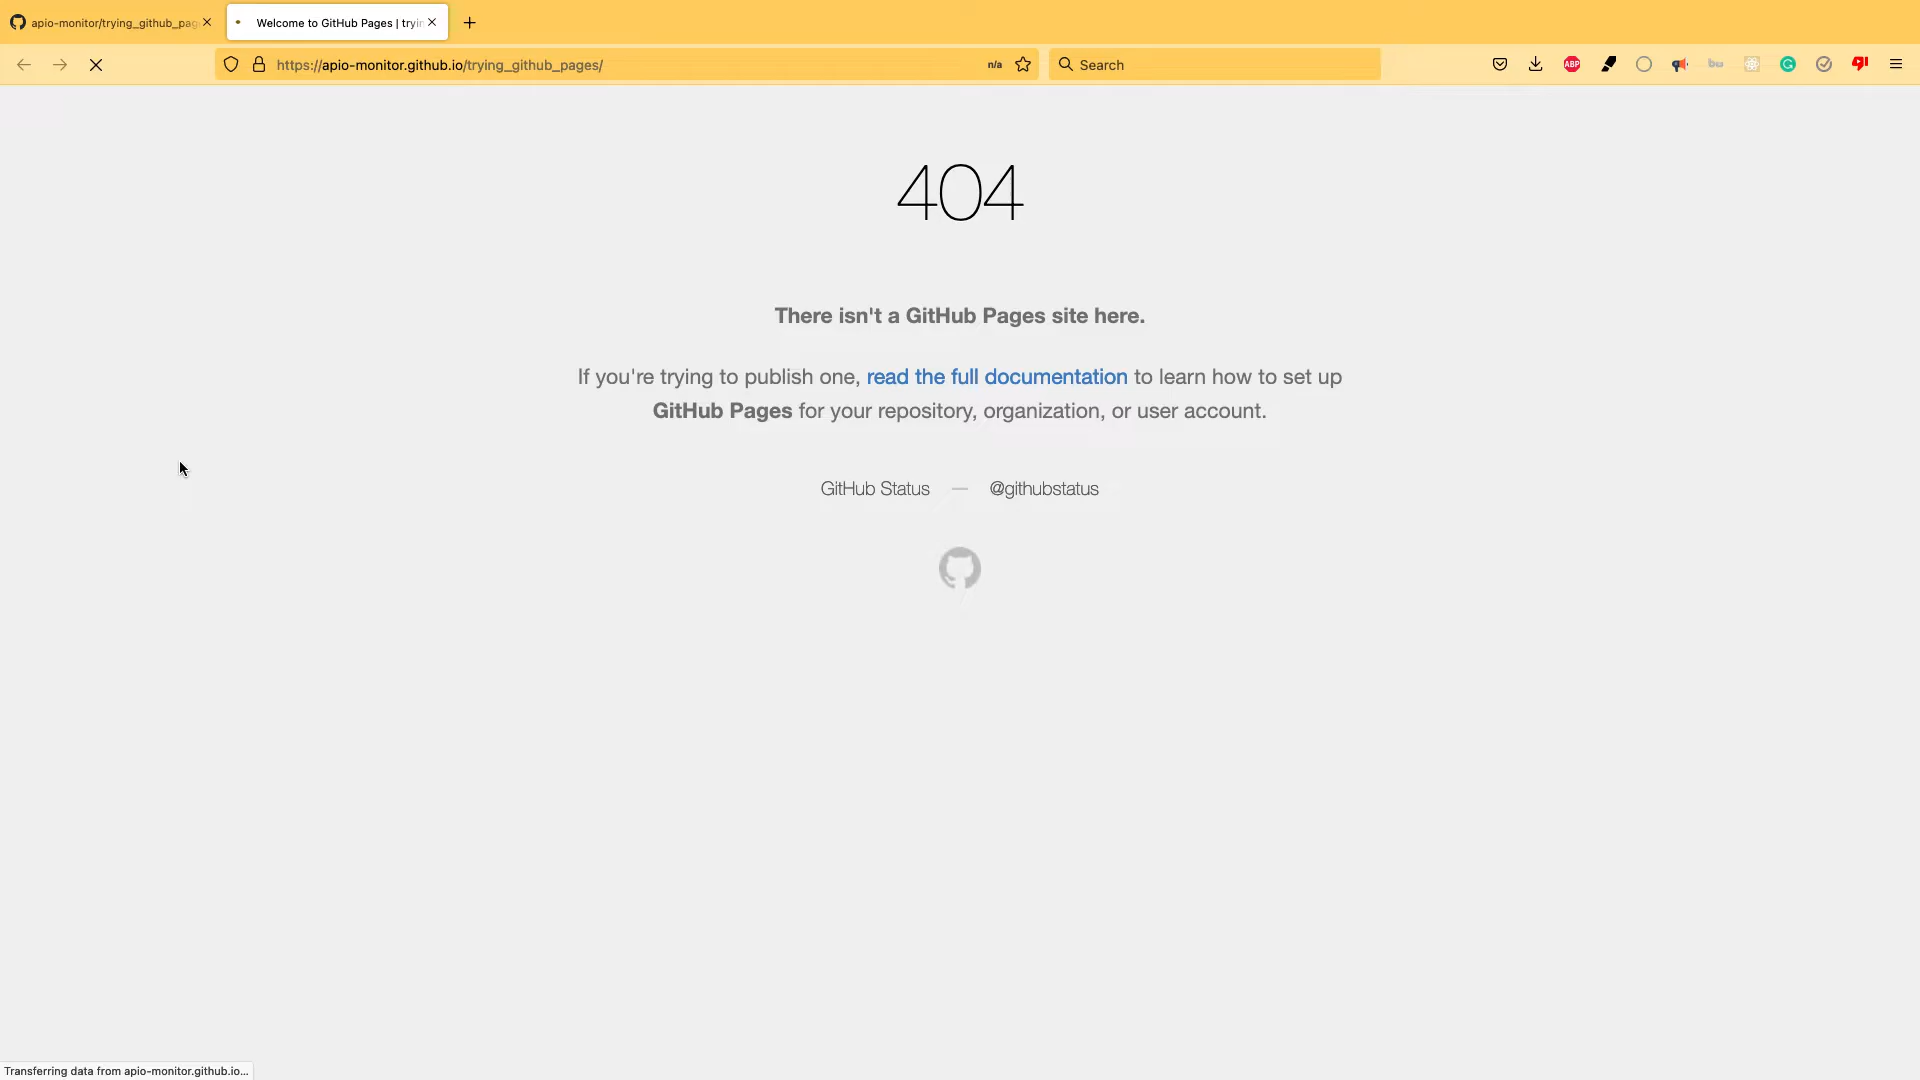 apio-monitor/trying_github_pag
Welcome to GitHub Pages | tryin
https://apio-monitor.github.io/trying_github_pages/
n/a
Search
ABP
404
There isn't a GitHub Pages site here.
If you're trying to publish one, read the full documentation to learn how to set up
GitHub Pages for your repository, organization, or user account.
GitHub Status — @githubstatus
Transferring data from apio-monitor.github.io...